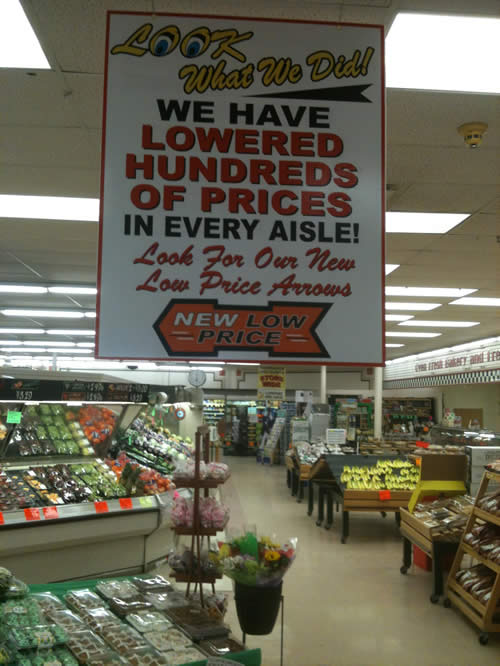 LOOK
What We Did!
WE HAVE
LOWERED
HUNDREDS
OF PRICES
IN EVERY AISLE!
Look For Our New
Low Price Arrows
NEW LOW
PRICE